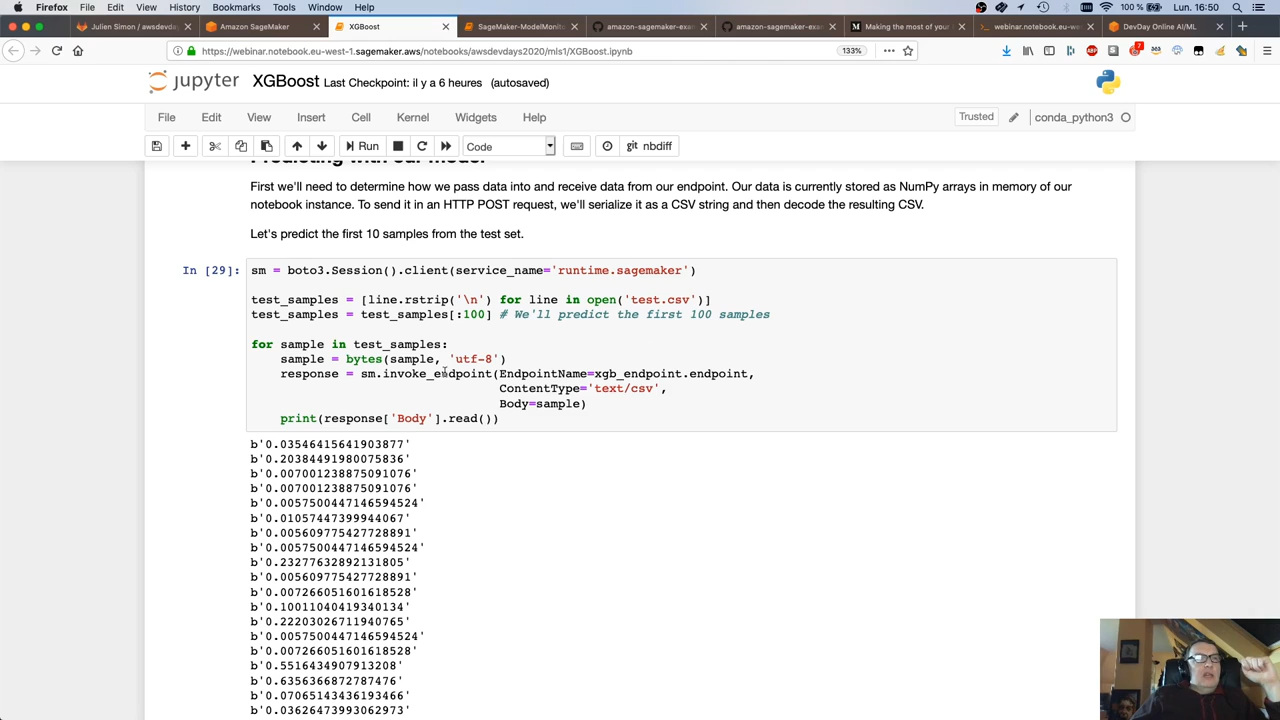 Firefox File Edit View History Bookmarks Tools Window Help 100 % Lun. 16:50
Julien Simon / awsdevda Amazon SageMaker XGBoost SageMaker-ModelMonito amazon-sagemaker-exam amazon-sagemaker-exam Making the most of your webinar.notebook.eu-wes DevDay Online AI/ML
https://webinar.notebook.eu-west-1.sagemaker.aws/notebooks/awsdevdays2020/mls1/XGBoost.ipynb 133%
jupyter XGBoost Last Checkpoint: il y a 6 heures (autosaved)
File Edit View Insert Cell Kernel Widgets Help Trusted conda_python3
Run Code git nbdiff
Predicting with our model
First we'll need to determine how we pass data into and receive data from our endpoint. Our data is currently stored as NumPy arrays in memory of our
notebook instance. To send it in an HTTP POST request, we'll serialize it as a CSV string and then decode the resulting CSV.
Let's predict the first 10 samples from the test set.
In [29]: sm = boto3.Session().client(service_name='runtime.sagemaker')
test_samples = [line.rstrip('\n') for line in open('test.csv')]
test_samples = test_samples[:100] # We'll predict the first 100 samples
for sample in test_samples:
sample = bytes(sample, 'utf-8')
response = sm.invoke_endpoint(EndpointName=xgb_endpoint.endpoint,
ContentType='text/csv',
Body=sample)
print(response['Body'].read())
b'0.03546415641903877'
b'0.20384491980075836'
b'0.007001238875091076'
b'0.007001238875091076'
b'0.0057500447146594524'
b'0.01057447399944067'
b'0.005609775427728891'
b'0.0057500447146594524'
b'0.23277632892131805'
b'0.005609775427728891'
b'0.007266051601618528'
b'0.10011040419340134'
b'0.22203026711940765'
b'0.0057500447146594524'
b'0.007266051601618528'
b'0.5516434907913208'
b'0.6356366872787476'
b'0.07065143436193466'
b'0.03626473993062973'